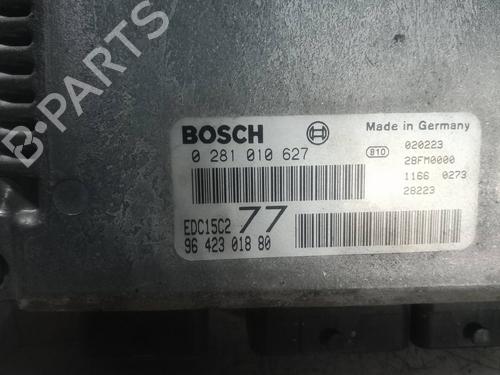 BOSCH
Made in Germany
0 281 010 627
B10
020223
28FM0000
1166 0273
28223
EDC15C2
77
96 423 018 80
B-PARTS